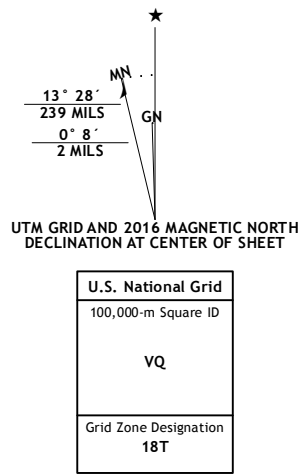 ★
MN
GN
13° 28´
239 MILS
0° 8´
2 MILS
UTM GRID AND 2016 MAGNETIC NORTH
DECLINATION AT CENTER OF SHEET
U.S. National Grid
100,000-m Square ID
VQ
Grid Zone Designation
18T